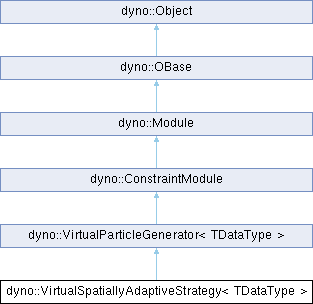 dyno::Object
dyno::OBase
dyno::Module
dyno::ConstraintModule
dyno::VirtualParticleGenerator< TDataType >
dyno::VirtualSpatiallyAdaptiveStrategy< TDataType >